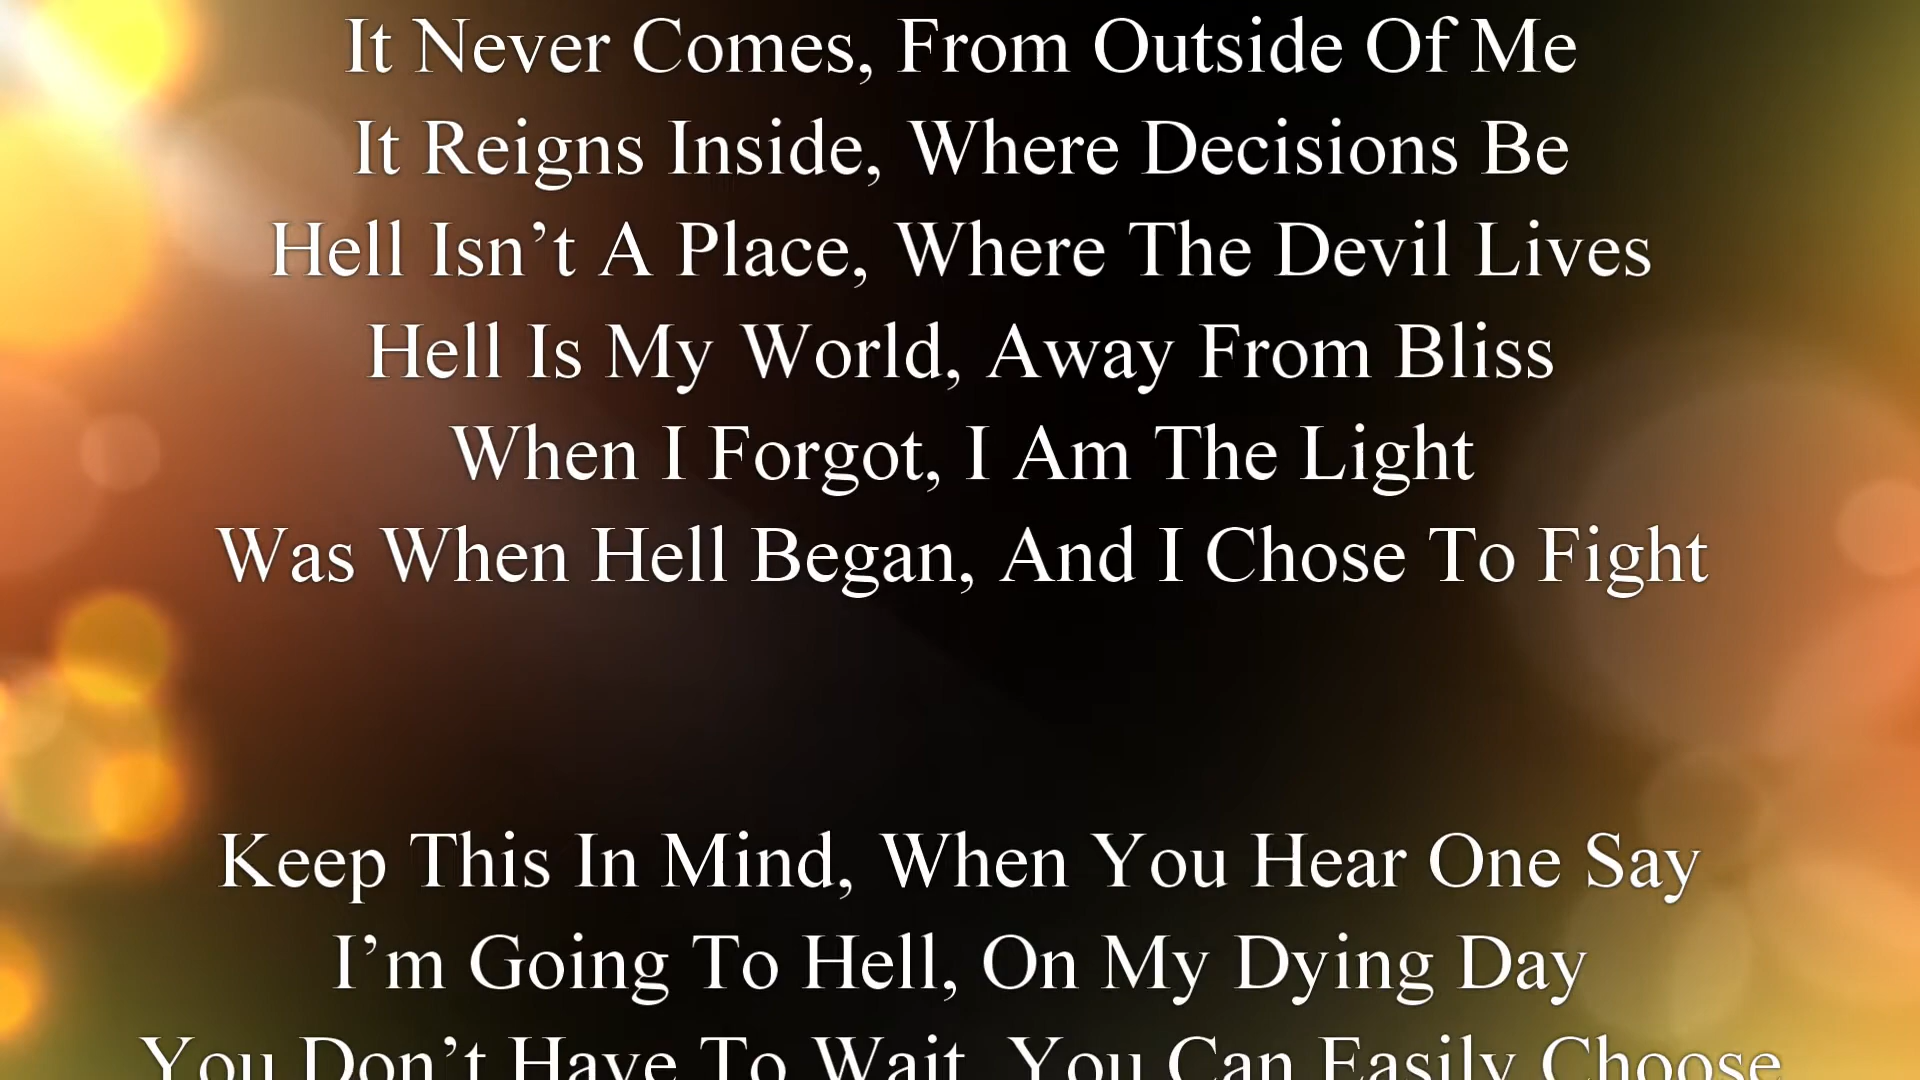 It Never Comes, From Outside Of Me
It Reigns Inside, Where Decisions Be
Hell Isn’t A Place, Where The Devil Lives
Hell Is My World, Away From Bliss
When I Forgot, I Am The Light
Was When Hell Began, And I Chose To Fight
Keep This In Mind, When You Hear One Say
I’m Going To Hell, On My Dying Day
You Don’t Have To Wait, You Can Easily Choose